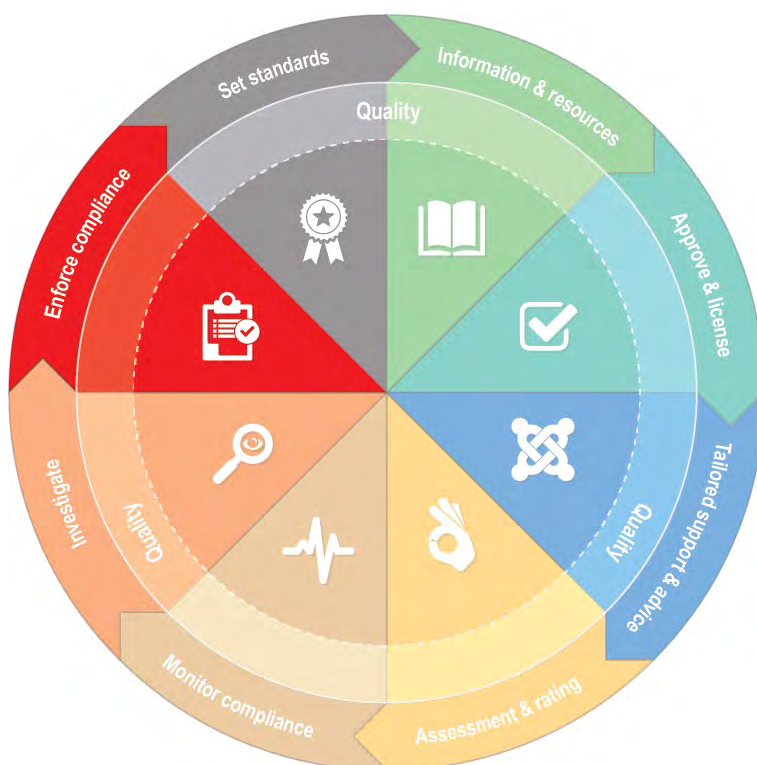 Set standards
Information & resources
Approve & license
Tailored support & advice
Assessment & rating
Monitor compliance
Investigate
Enforce compliance
Quality
Quality
Quality